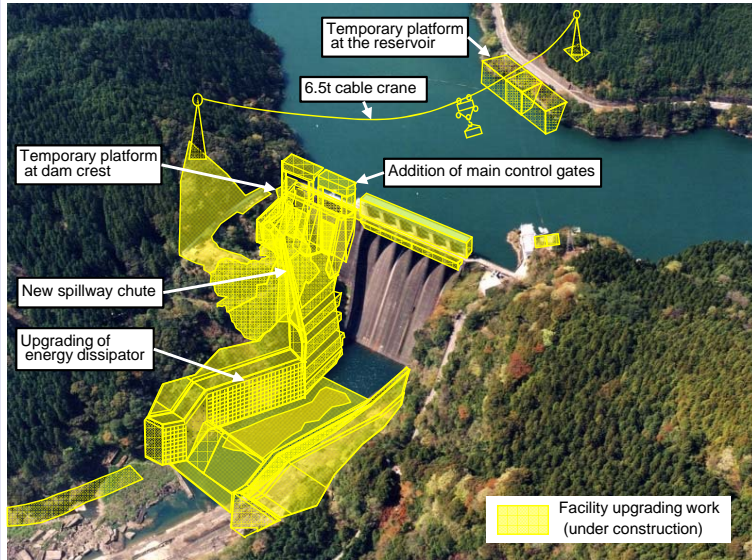 Temporary platform
at the reservoir
6.5t cable crane
Temporary platform
at dam crest
Addition of main control gates
New spillway chute
Upgrading of
energy dissipator
Facility upgrading work
(under construction)